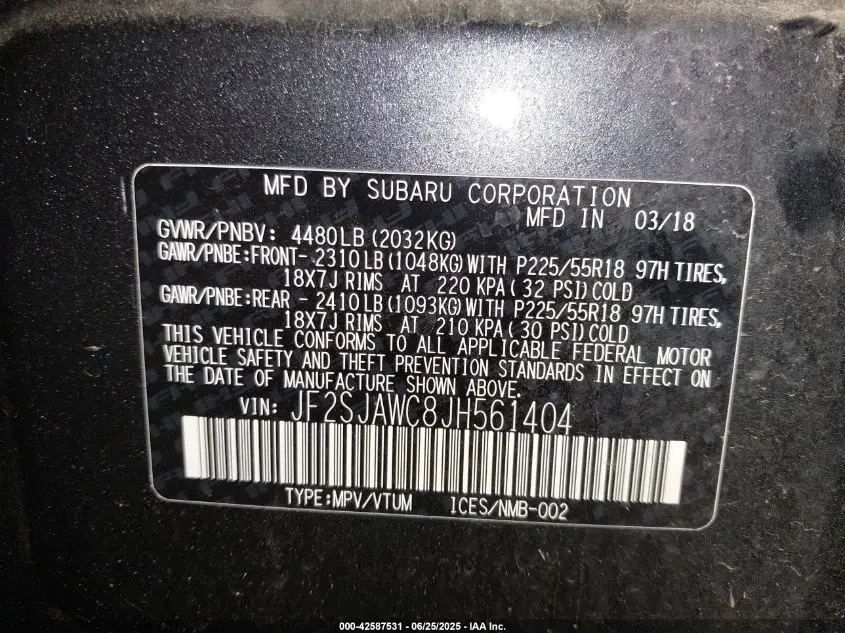 MFD BY SUBARU CORPORATION
MFD IN 03/18
GVWR/PNBV: 4480LB (2032KG)
GAWR/PNBE:FRONT- 2310LB (1048KG) WITH P225/55R18 97H TIRES,
18X7J RIMS AT 220 KPA (32 PSI) COLD
GAWR/PNBE:REAR - 2410LB (1093KG) WITH P225/55R18 97H TIRES,
18X7J RIMS AT 210 KPA (30 PSI) COLD
THIS VEHICLE CONFORMS TO ALL APPLICABLE FEDERAL MOTOR
VEHICLE SAFETY AND THEFT PREVENTION STANDARDS IN EFFECT ON
THE DATE OF MANUFACTURE SHOWN ABOVE.
VIN: JF2SJAWC8JH561404
TYPE:MPV/VTUM ICES/NMB-002
000-42587531 - 06/25/2025 - IAA Inc.